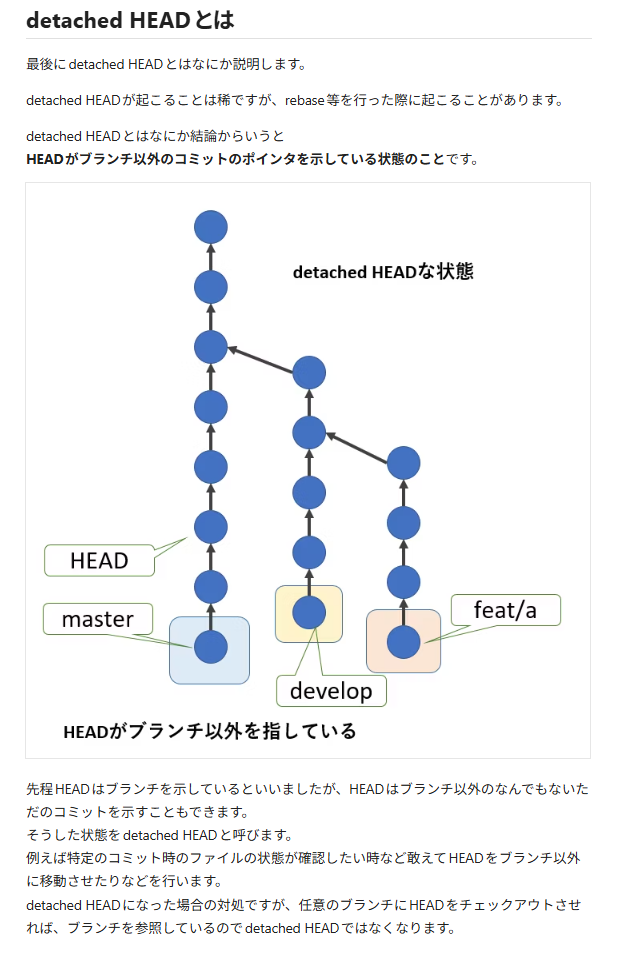 detached HEADとは
最後にdetached HEADとはなにか説明します。
detached HEADが起こることは稀ですが、rebase等を行った際に起こることがあります。
detached HEADとはなにか結論からいうと
HEADがブランチ以外のコミットのポインタを示している状態のことです。
detached HEADな状態
HEAD
master
feat/a
develop
HEADがブランチ以外を指している
先程HEADはブランチを示しているといいましたが、HEADはブランチ以外のなんでもないた
だのコミットを示すこともできます。
そうした状態をdetached HEADと呼びます。
例えば特定のコミット時のファイルの状態が確認したい時など敢えてHEADをブランチ以外
に移動させたりなどを行います。
detached HEADになった場合の対処ですが、任意のブランチにHEADをチェックアウトさせ
れば、ブランチを参照しているのでdetached HEADではなくなります。